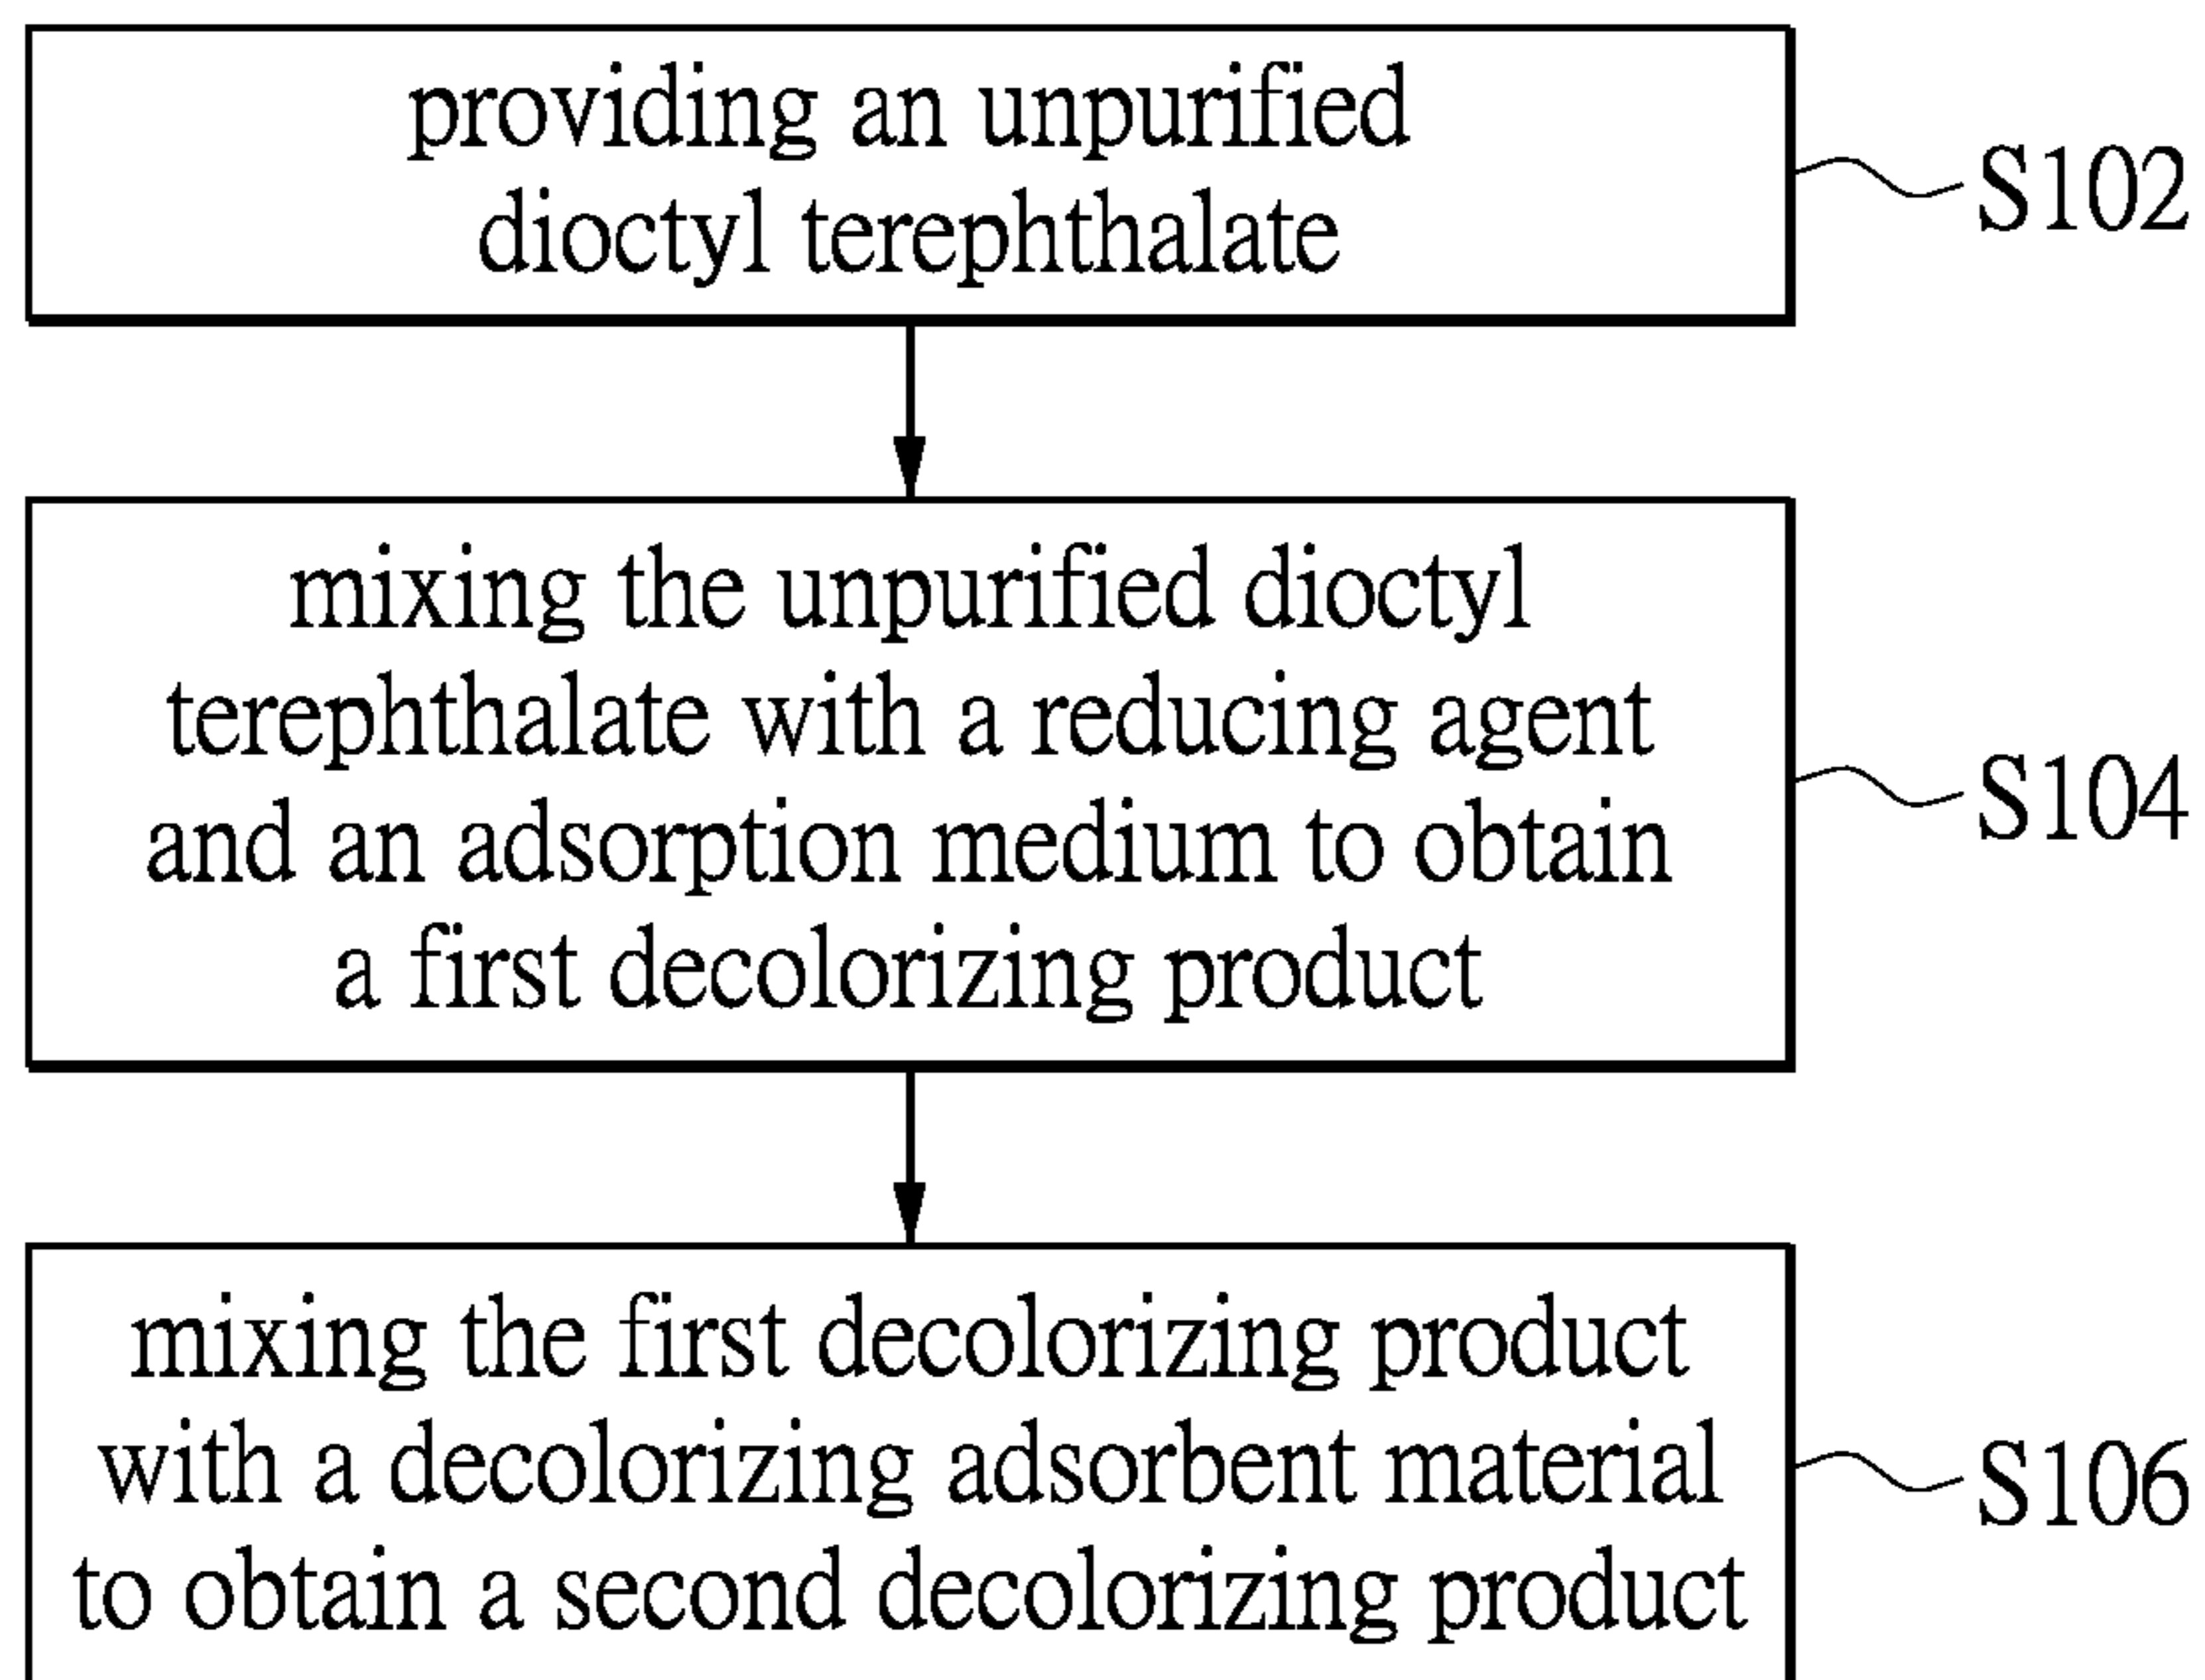 providing an unpurified
dioctyl terephthalate
S102
mixing the unpurified dioctyl
terephthalate with a reducing agent
and an adsorption medium to obtain
a first decolorizing product
S104
mixing the first decolorizing product
with a decolorizing adsorbent material
to obtain a second decolorizing product
S106